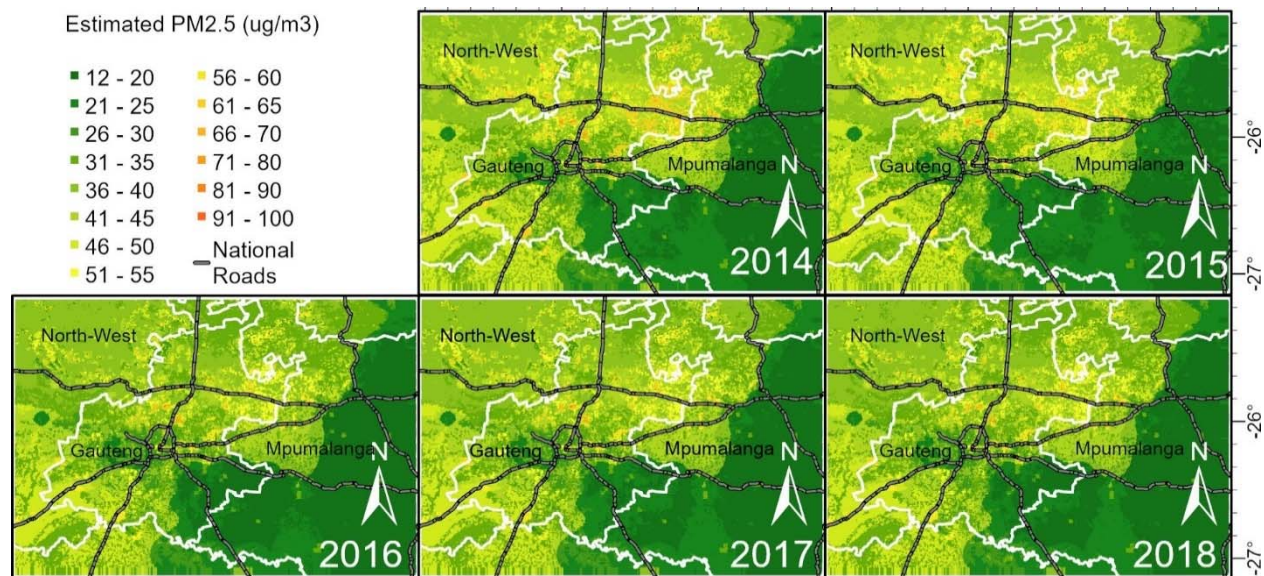 Estimated PM2.5 (ug/m3)
12 - 20
21 - 25
26 - 30
31 - 35
36 - 40
41 - 45
46 - 50
51 - 55
56 - 60
61 - 65
66 - 70
71 - 80
81 - 90
91 - 100
National
Roads
North-West
Gauteng
Mpumalanga
N
2014
North-West
Gauteng
Mpumalanga
N
2015
-26°
-27°
North-West
Gauteng
Mpumalanga
N
2016
North-West
Gauteng
Mpumalanga
N
2017
North-West
Gauteng
Mpumalanga
N
2018
-26°
-27°